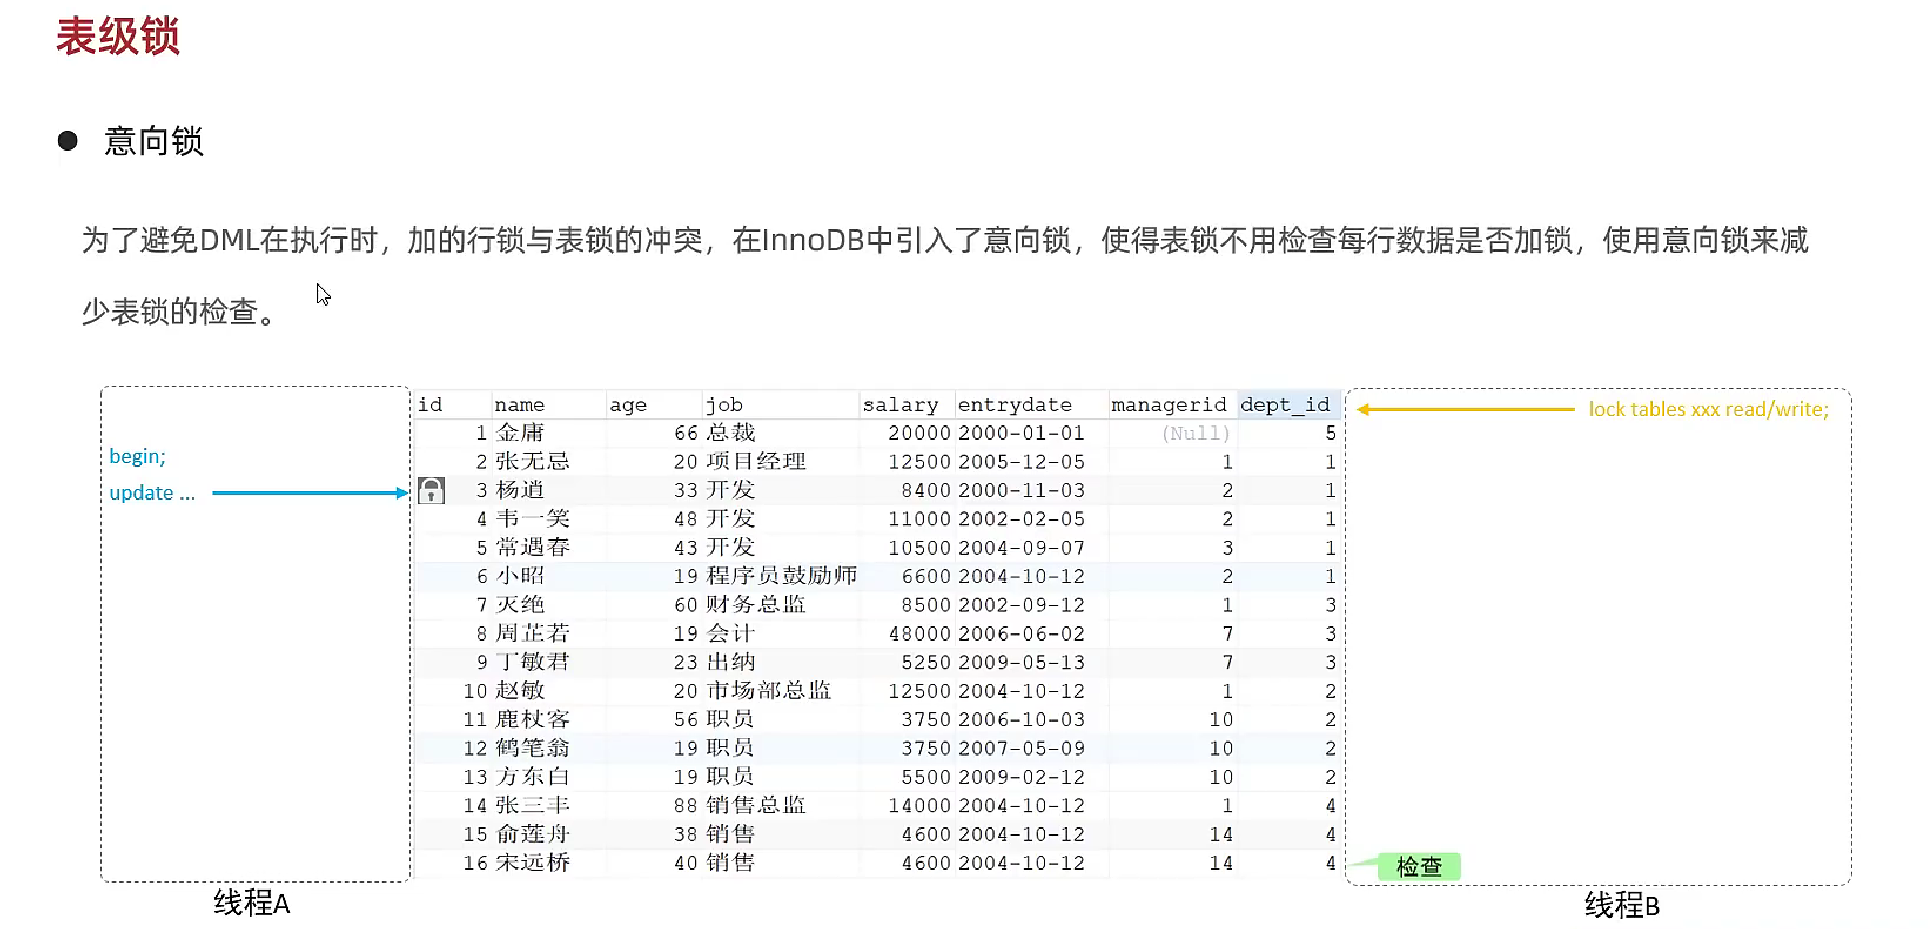 表级锁
● 意向锁
为了避免DML在执行时，加的行锁与表锁的冲突，在InnoDB中引入了意向锁，使得表锁不用检查每行数据是否加锁，使用意向锁来减
少表锁的检查。
begin;
update ...
id name age job salary entrydate managerid dept_id
1 金庸 66 总裁 20000 2000-01-01 (Null) 5
2 张无忌 20 项目经理 12500 2005-12-05 1 1
3 杨逍 33 开发 8400 2000-11-03 2 1
4 韦一笑 48 开发 11000 2002-02-05 2 1
5 常遇春 43 开发 10500 2004-09-07 3 1
6 小昭 19 程序员鼓励师 6600 2004-10-12 2 1
7 灭绝 60 财务总监 8500 2002-09-12 1 3
8 周芷若 19 会计 48000 2006-06-02 7 3
9 丁敏君 23 出纳 5250 2009-05-13 7 3
10 赵敏 20 市场部总监 12500 2004-10-12 1 2
11 鹿杖客 56 职员 3750 2006-10-03 10 2
12 鹤笔翁 19 职员 3750 2007-05-09 10 2
13 方东白 19 职员 5500 2009-02-12 10 2
14 张三丰 88 销售总监 14000 2004-10-12 1 4
15 俞莲舟 38 销售 4600 2004-10-12 14 4
16 宋远桥 40 销售 4600 2004-10-12 14 4
lock tables xxx read/write;
检查
线程A
线程B